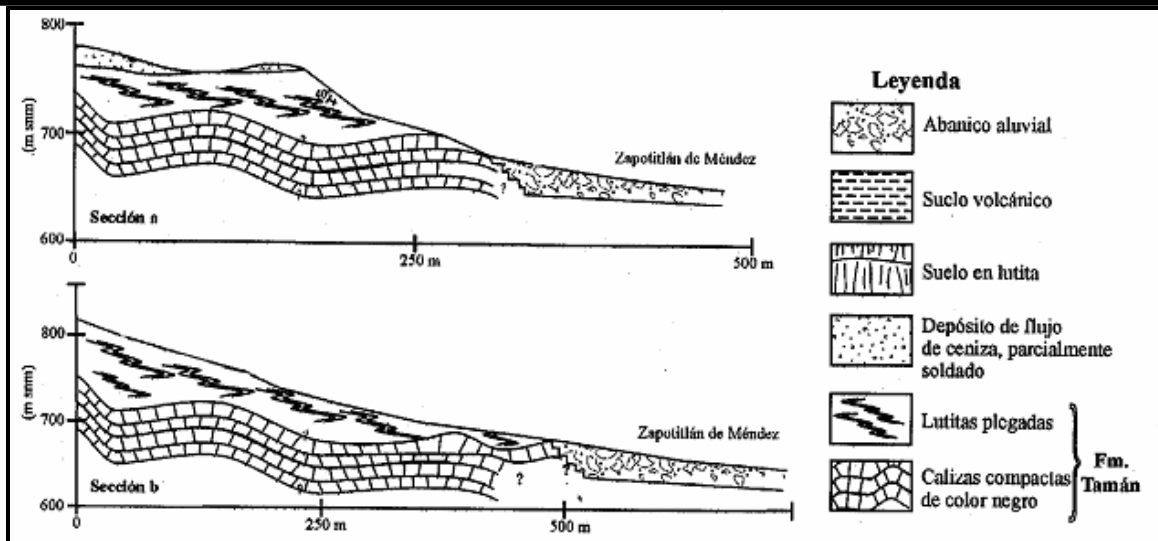 800
700
600
(m snm)
Zapotitlán de Méndez
Sección a
0
250 m
500 m
800
700
600
(m snm)
Zapotitlán de Méndez
Sección b
?
0
250 m
500 m
Leyenda
Abanico aluvial
Suelo volcánico
Suelo en lutita
Depósito de flujo
de ceniza, parcialmente
soldado
Lutitas plegadas
Calizas compactas
de color negro
Fm.
Tamán